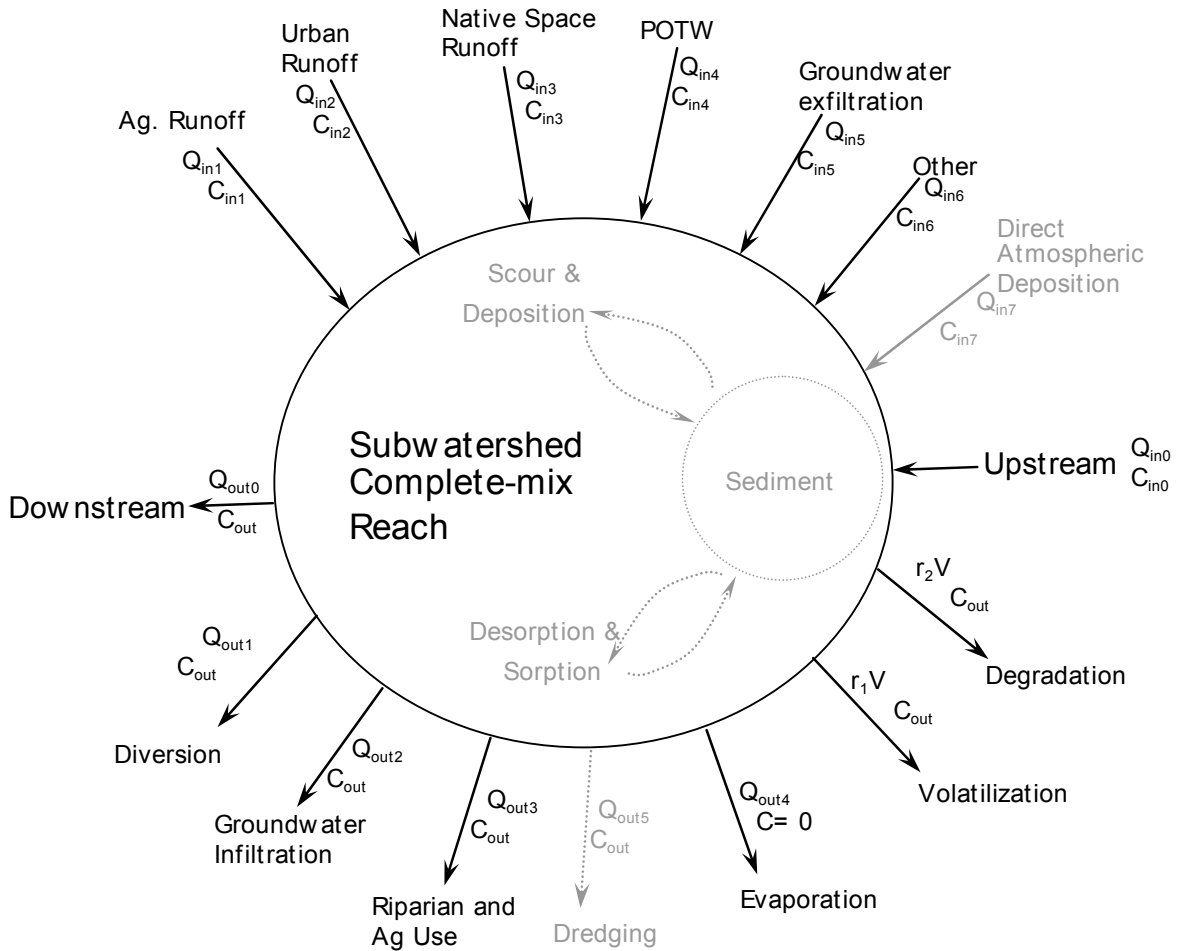 Native Space
Runoff
Q_in3
C_in3
Urban
Runoff
Q_in2
C_in2
POTW
Q_in4
C_in4
Groundwater
exfiltration
Q_in5
C_in5
Ag. Runoff
Q_in1
C_in1
Other
Q_in6
C_in6
Direct
Atmospheric
Deposition
Q_in7
C_in7
Scour &
Deposition
Subwatershed
Complete-mix
Reach
Sediment
Upstream
Q_in0
C_in0
Downstream
Q_out0
C_out
Desorption &
Sorption
r_2V
C_out
Degradation
r_1V
C_out
Volatilization
Q_out1
C_out
Diversion
Q_out2
C_out
Groundwater
Infiltration
Q_out3
C_out
Riparian and
Ag Use
Q_out5
C_out
Dredging
Q_out4
C= 0
Evaporation